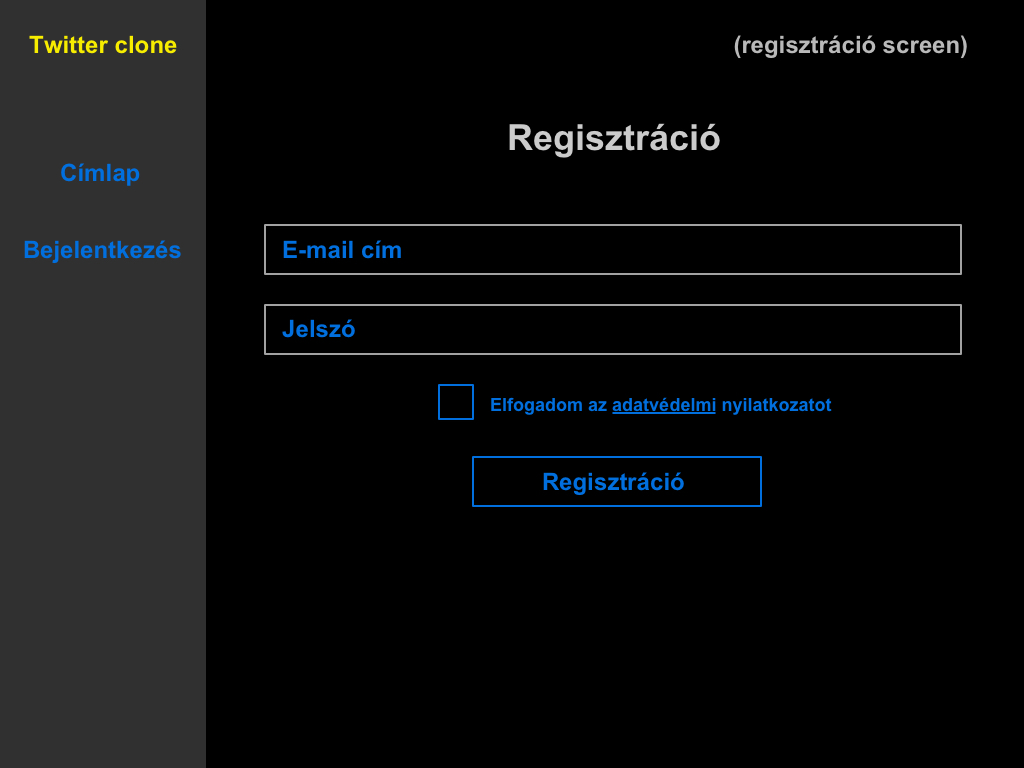 Twitter clone
(regisztráció screen)
Címlap
Bejelentkezés
Regisztráció
E-mail cím
Jelszó
Elfogadom az adatvédelmi nyilatkozatot
Regisztráció